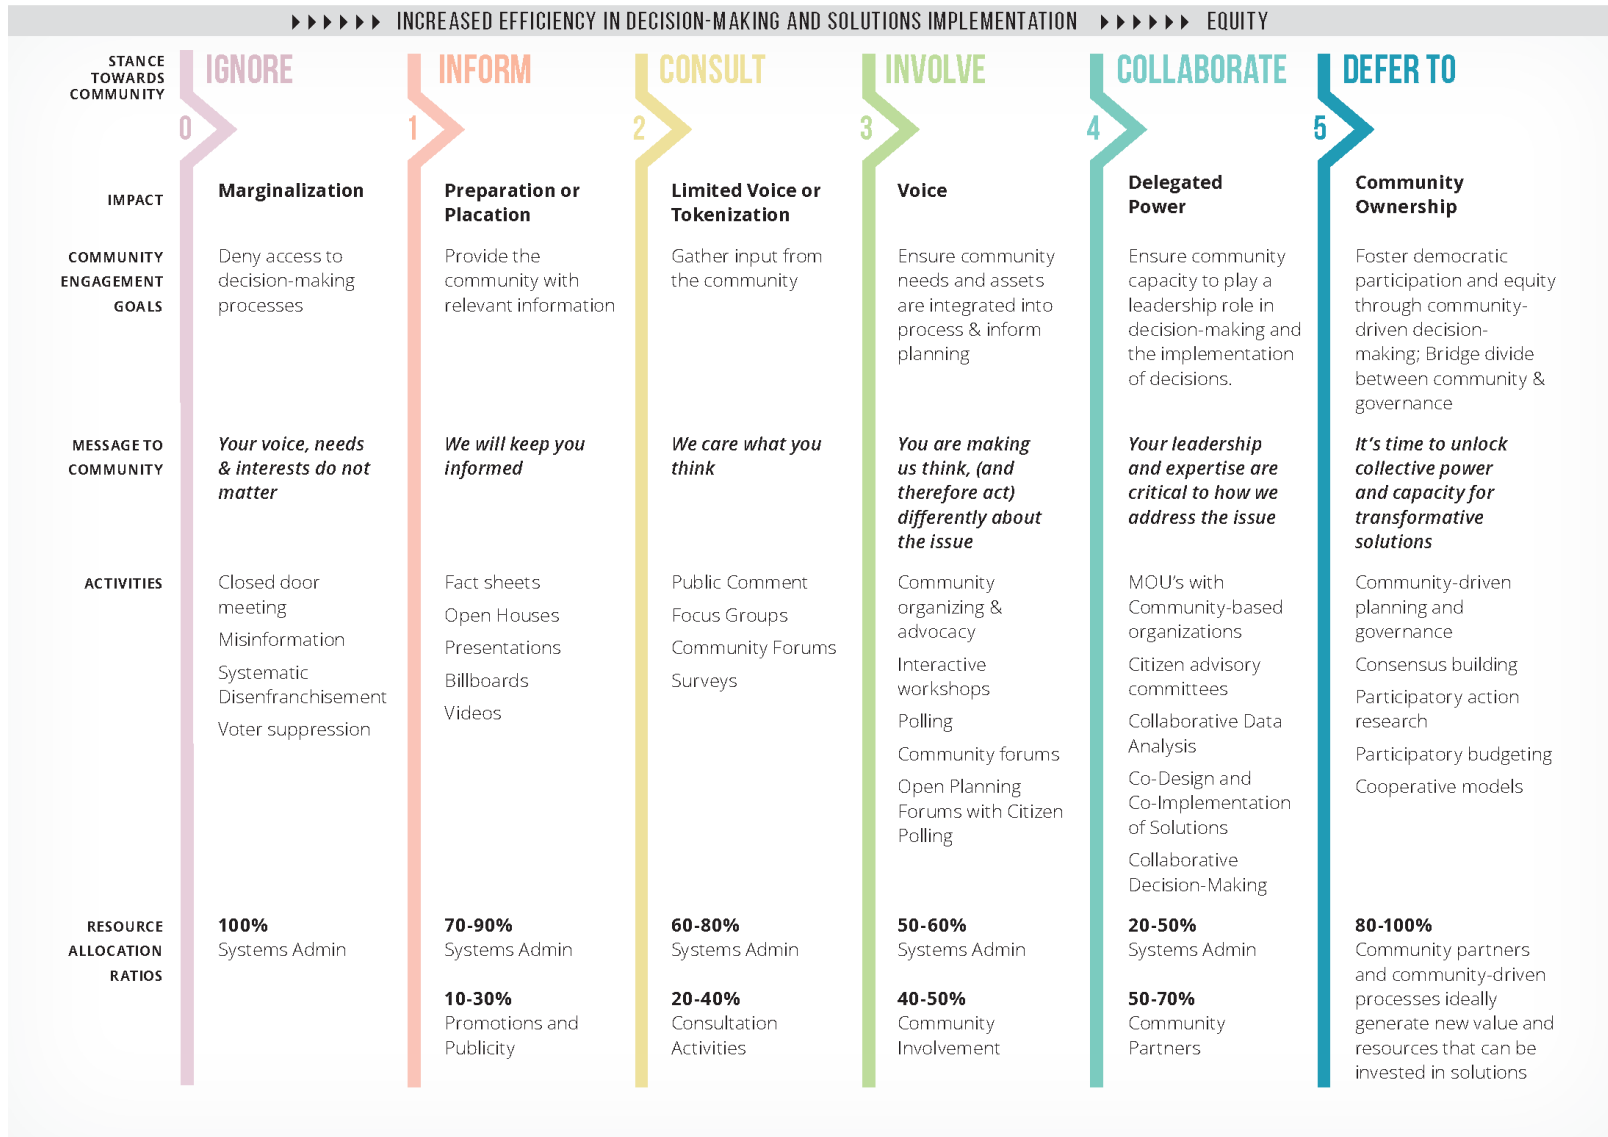 INCREASED EFFICIENCY IN DECISION-MAKING AND SOLUTIONS IMPLEMENTATION EQUITY
STANCE
TOWARDS
COMMUNITY
IGNORE
0
INFORM
1
CONSULT
2
INVOLVE
3
COLLABORATE
4
DEFER TO
5
IMPACT
Marginalization
Preparation or
Placation
Limited Voice or
Tokenization
Voice
Delegated
Power
Community
Ownership
COMMUNITY
ENGAGEMENT
GOALS
Deny access to
decision-making
processes
Provide the
community with
relevant information
Gather input from
the community
Ensure community
needs and assets
are integrated into
process & inform
planning
Ensure community
capacity to play a
leadership role in
decision-making and
the implementation
of decisions.
Foster democratic
participation and equity
through community-
driven decision-
making; Bridge divide
between community &
governance
MESSAGE TO
COMMUNITY
Your voice, needs
& interests do not
matter
We will keep you
informed
We care what you
think
You are making
us think, (and
therefore act)
differently about
the issue
Your leadership
and expertise are
critical to how we
address the issue
It's time to unlock
collective power
and capacity for
transformative
solutions
ACTIVITIES
Closed door
meeting
Misinformation
Systematic
Disenfranchisement
Voter suppression
Fact sheets
Open Houses
Presentations
Billboards
Videos
Public Comment
Focus Groups
Community Forums
Surveys
Community
organizing &
advocacy
Interactive
workshops
Polling
Community forums
Open Planning
Forums with Citizen
Polling
MOU's with
Community-based
organizations
Citizen advisory
committees
Collaborative Data
Analysis
Co-Design and
Co-Implementation
of Solutions
Collaborative
Decision-Making
Community-driven
planning and
governance
Consensus building
Participatory action
research
Participatory budgeting
Cooperative models
RESOURCE
ALLOCATION
RATIOS
100%
Systems Admin
70-90%
Systems Admin
10-30%
Promotions and
Publicity
60-80%
Systems Admin
20-40%
Consultation
Activities
50-60%
Systems Admin
40-50%
Community
Involvement
20-50%
Systems Admin
50-70%
Community
Partners
80-100%
Community partners
and community-driven
processes ideally
generate new value and
resources that can be
invested in solutions